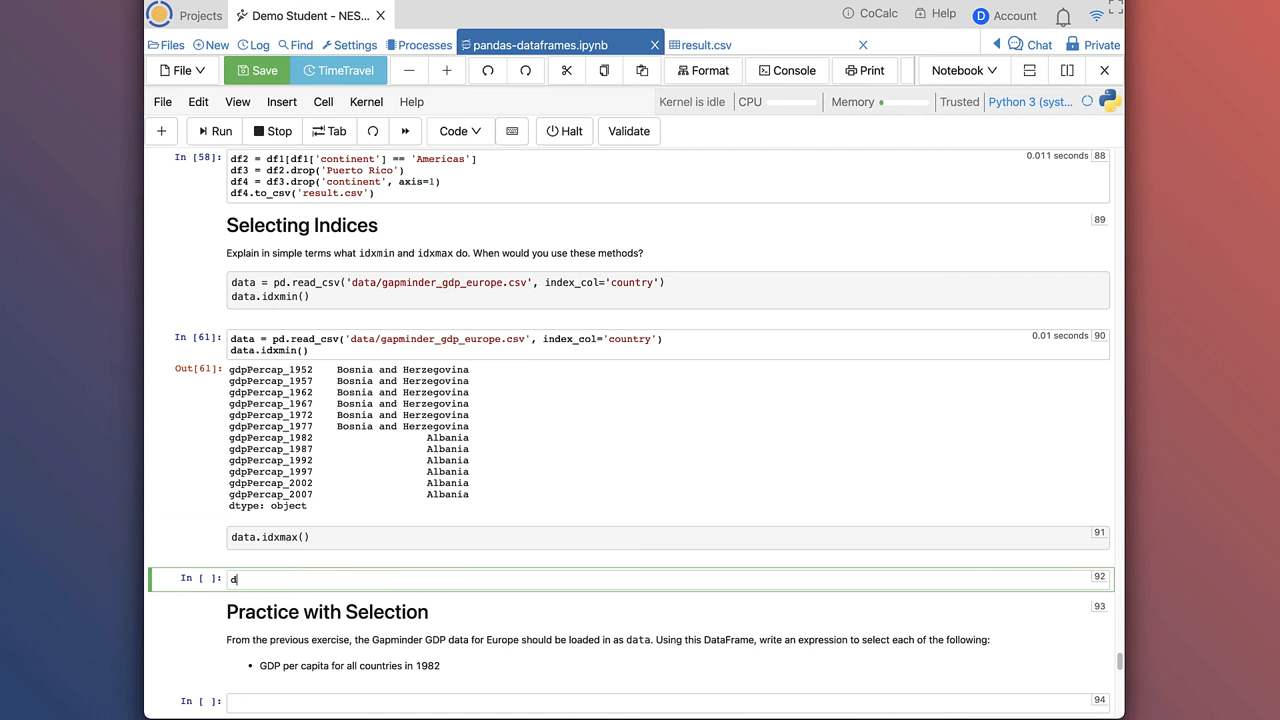 Projects
Demo Student - NES...
CoCalc
Help
D Account
Files
New
Log
Find
Settings
Processes
pandas-dataframes.ipynb
result.csv
Chat
Private
File
Save
TimeTravel
Format
Console
Print
Notebook
File Edit View Insert Cell Kernel Help
Kernel is idle
CPU
Memory
Trusted
Python 3 (syst...
Run
Stop
Tab
Code
Halt
Validate
In [58]:
df2 = df1[df1['continent'] == 'Americas']
df3 = df2.drop('Puerto Rico')
df4 = df3.drop('continent', axis=1)
df4.to_csv('result.csv')
0.011 seconds 88
Selecting Indices
89
Explain in simple terms what idxmin and idxmax do. When would you use these methods?
data = pd.read_csv('data/gapminder_gdp_europe.csv', index_col='country')
data.idxmin()
In [61]:
data = pd.read_csv('data/gapminder_gdp_europe.csv', index_col='country')
data.idxmin()
0.01 seconds 90
Out[61]:
gdpPercap_1952 Bosnia and Herzegovina
gdpPercap_1957 Bosnia and Herzegovina
gdpPercap_1962 Bosnia and Herzegovina
gdpPercap_1967 Bosnia and Herzegovina
gdpPercap_1972 Bosnia and Herzegovina
gdpPercap_1977 Bosnia and Herzegovina
gdpPercap_1982 Albania
gdpPercap_1987 Albania
gdpPercap_1992 Albania
gdpPercap_1997 Albania
gdpPercap_2002 Albania
gdpPercap_2007 Albania
dtype: object
data.idxmax()
91
In [ ]: d
92
Practice with Selection
93
From the previous exercise, the Gapminder GDP data for Europe should be loaded in as data. Using this DataFrame, write an expression to select each of the following:
• GDP per capita for all countries in 1982
In [ ]:
94